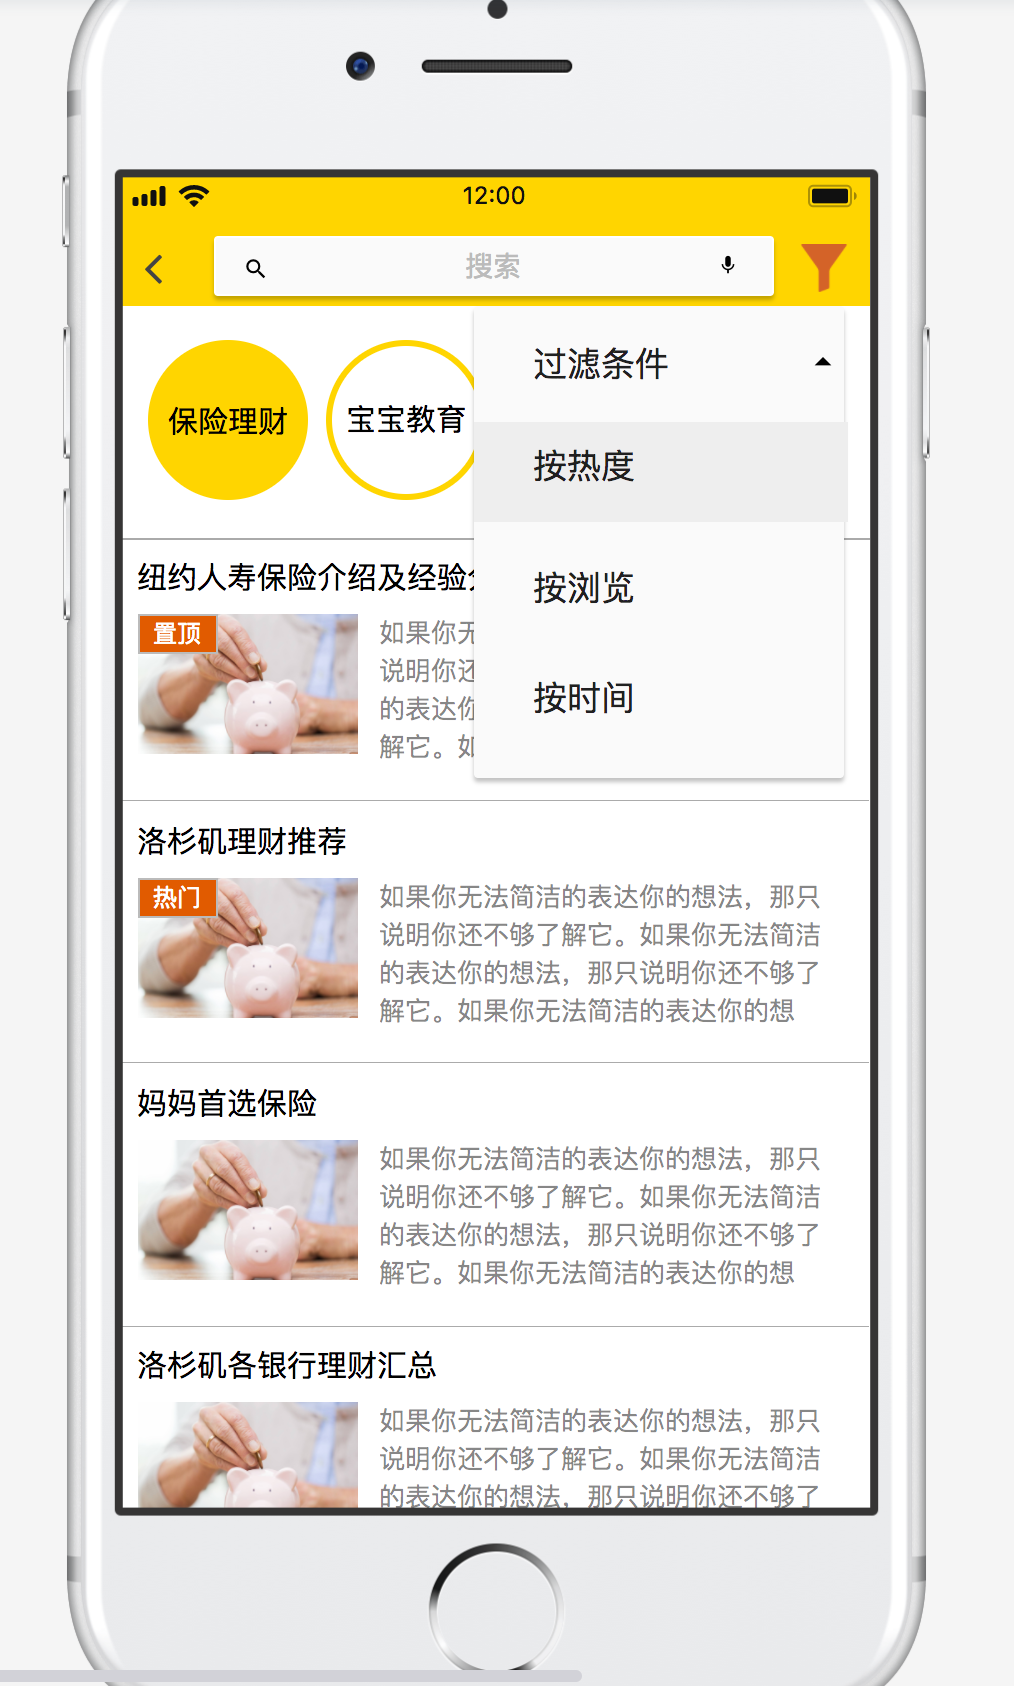 12:00
搜索
保险理财
宝宝教育
过滤条件
按热度
按浏览
按时间
纽约人寿保险介绍及经验
置顶
如果你无
说明你还
的表达你
解它。如
洛杉矶理财推荐
热门
如果你无法简洁的表达你的想法，那只
说明你还不够了解它。如果你无法简洁
的表达你的想法，那只说明你还不够了
解它。如果你无法简洁的表达你的想
妈妈首选保险
如果你无法简洁的表达你的想法，那只
说明你还不够了解它。如果你无法简洁
的表达你的想法，那只说明你还不够了
解它。如果你无法简洁的表达你的想
洛杉矶各银行理财汇总
如果你无法简洁的表达你的想法，那只
说明你还不够了解它。如果你无法简洁
的表达你的想法，那只说明你还不够了